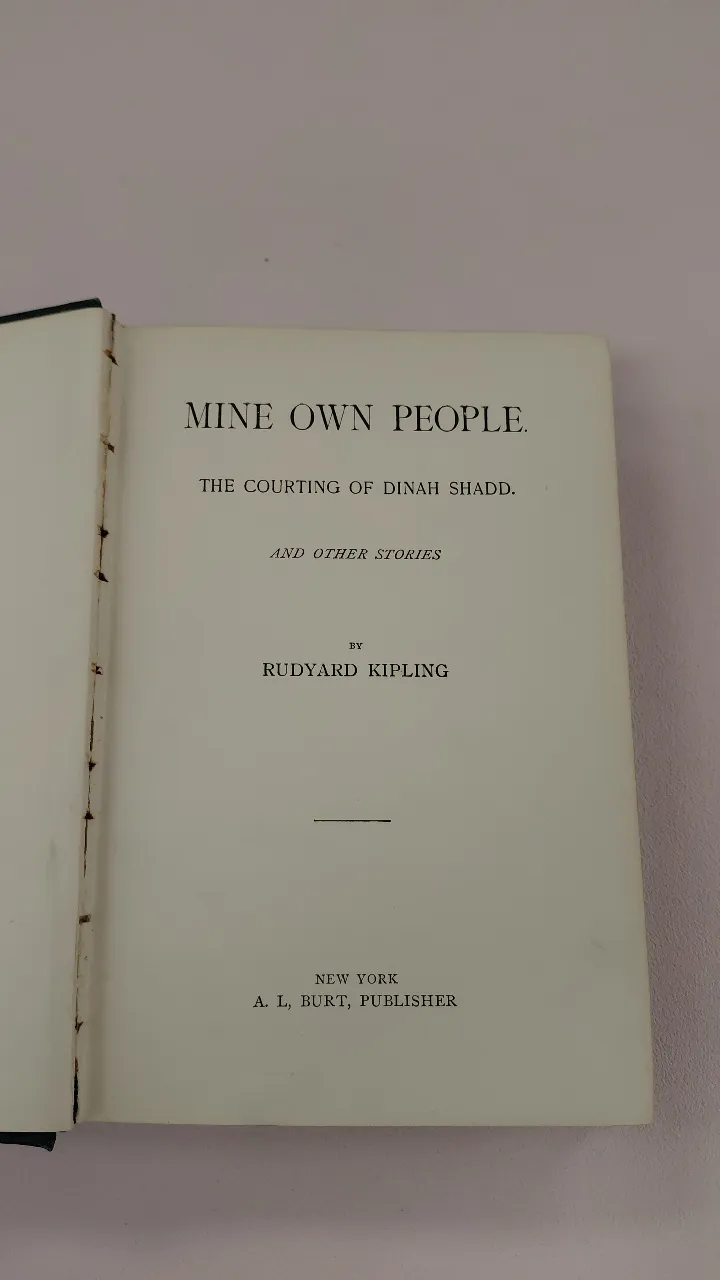 MINE OWN PEOPLE.
THE COURTING OF DINAH SHADD.
AND OTHER STORIES
BY
RUDYARD KIPLING
NEW YORK
A. L, BURT, PUBLISHER